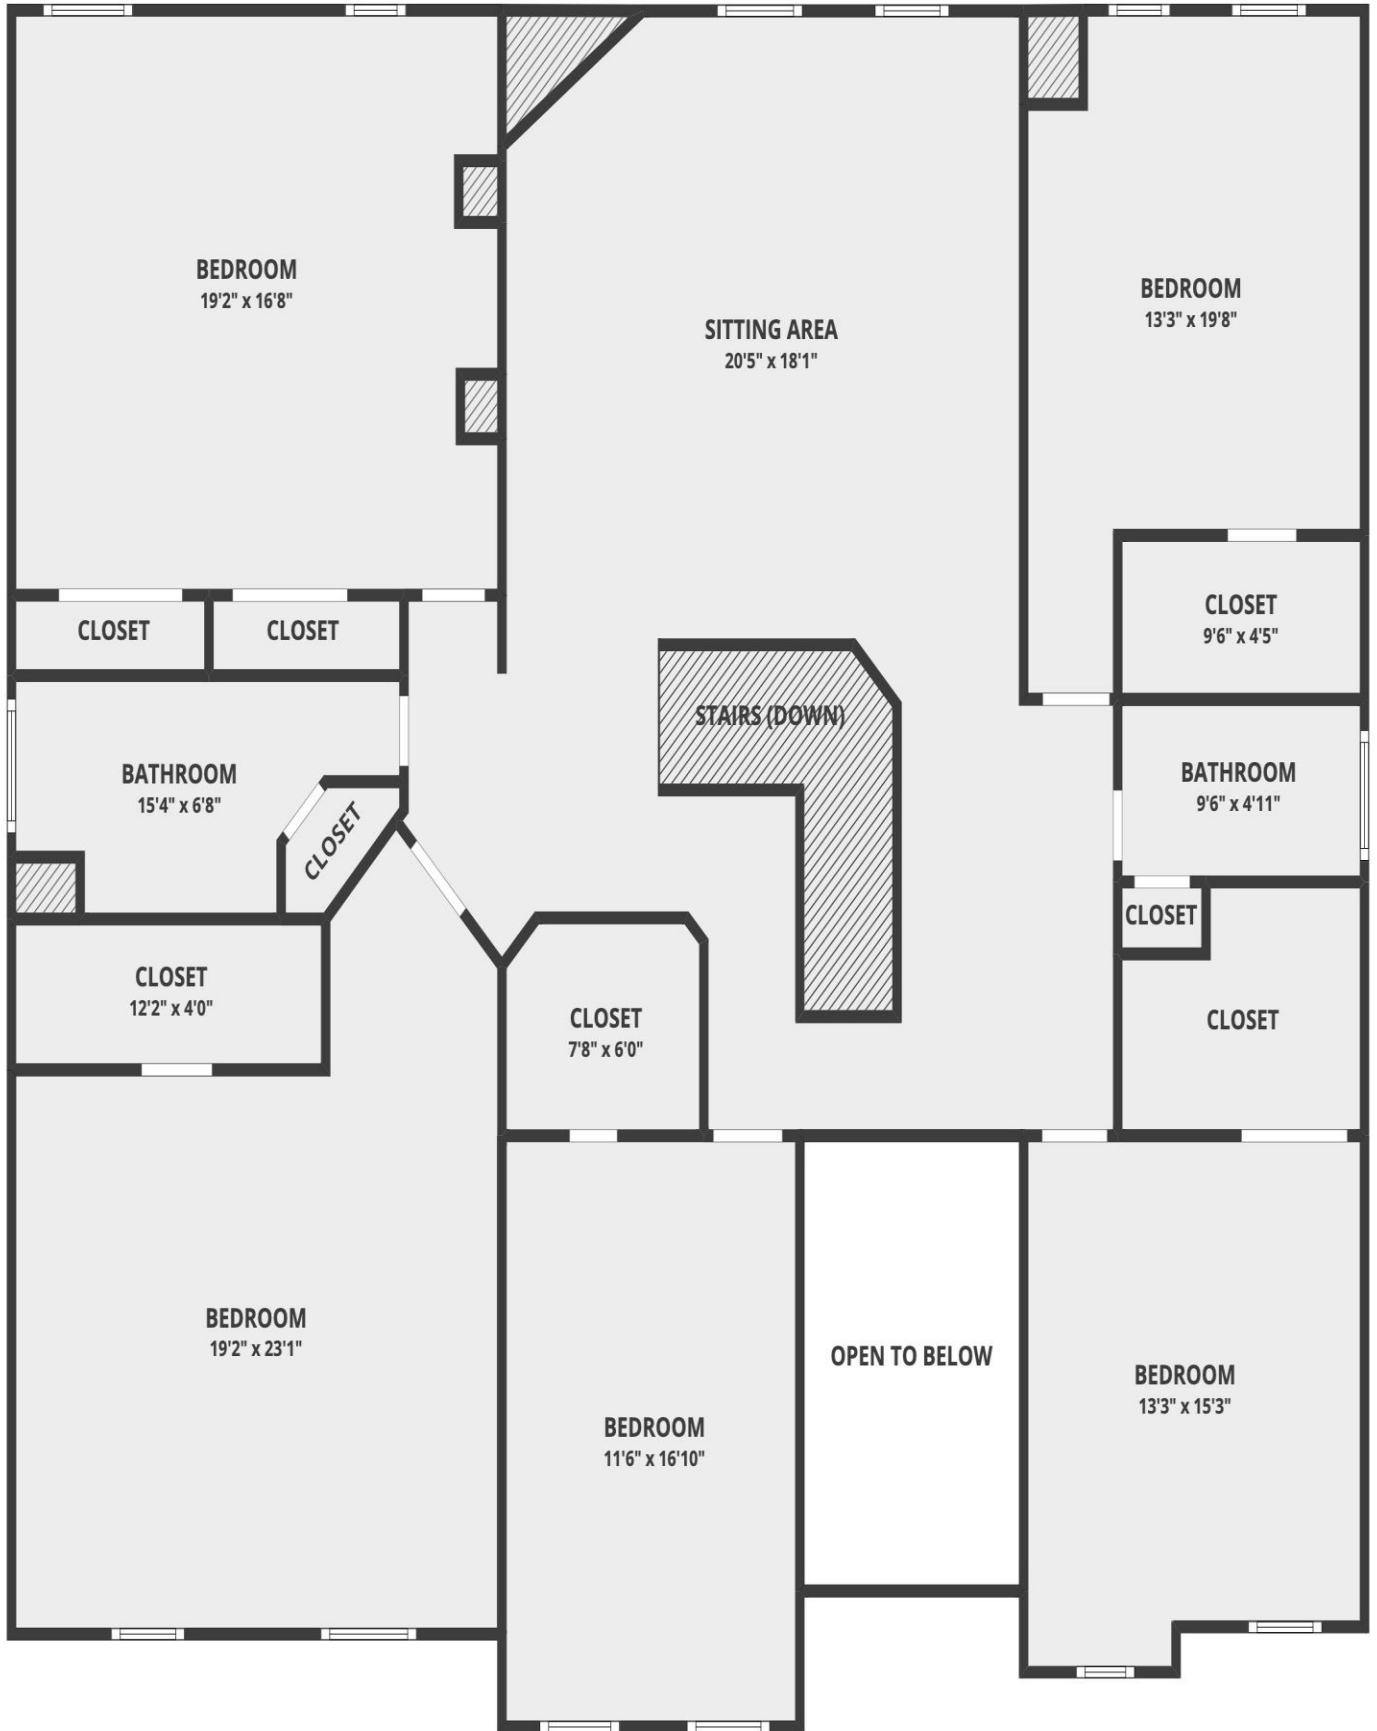 BEDROOM
19'2" x 16'8"
SITTING AREA
20'5" x 18'1"
BEDROOM
13'3" x 19'8"
CLOSET
CLOSET
CLOSET
9'6" x 4'5"
STAIRS (DOWN)
BATHROOM
15'4" x 6'8"
CLOSET
BATHROOM
9'6" x 4'11"
CLOSET
CLOSET
12'2" x 4'0"
CLOSET
7'8" x 6'0"
CLOSET
BEDROOM
19'2" x 23'1"
OPEN TO BELOW
BEDROOM
13'3" x 15'3"
BEDROOM
11'6" x 16'10"